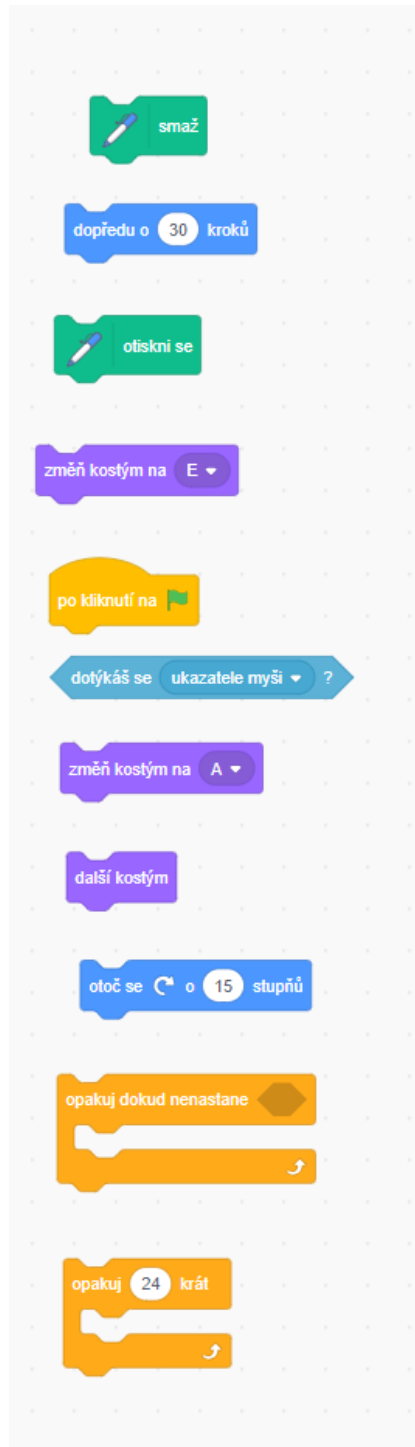 smaž
dopředu o 30 kroků
otiskni se
změň kostým na E
po kliknutí na
dotýkáš se ukazatele myši ?
změň kostým na A
další kostým
otoč se o 15 stupňů
opakuj dokud nenastane
opakuj 24 krát